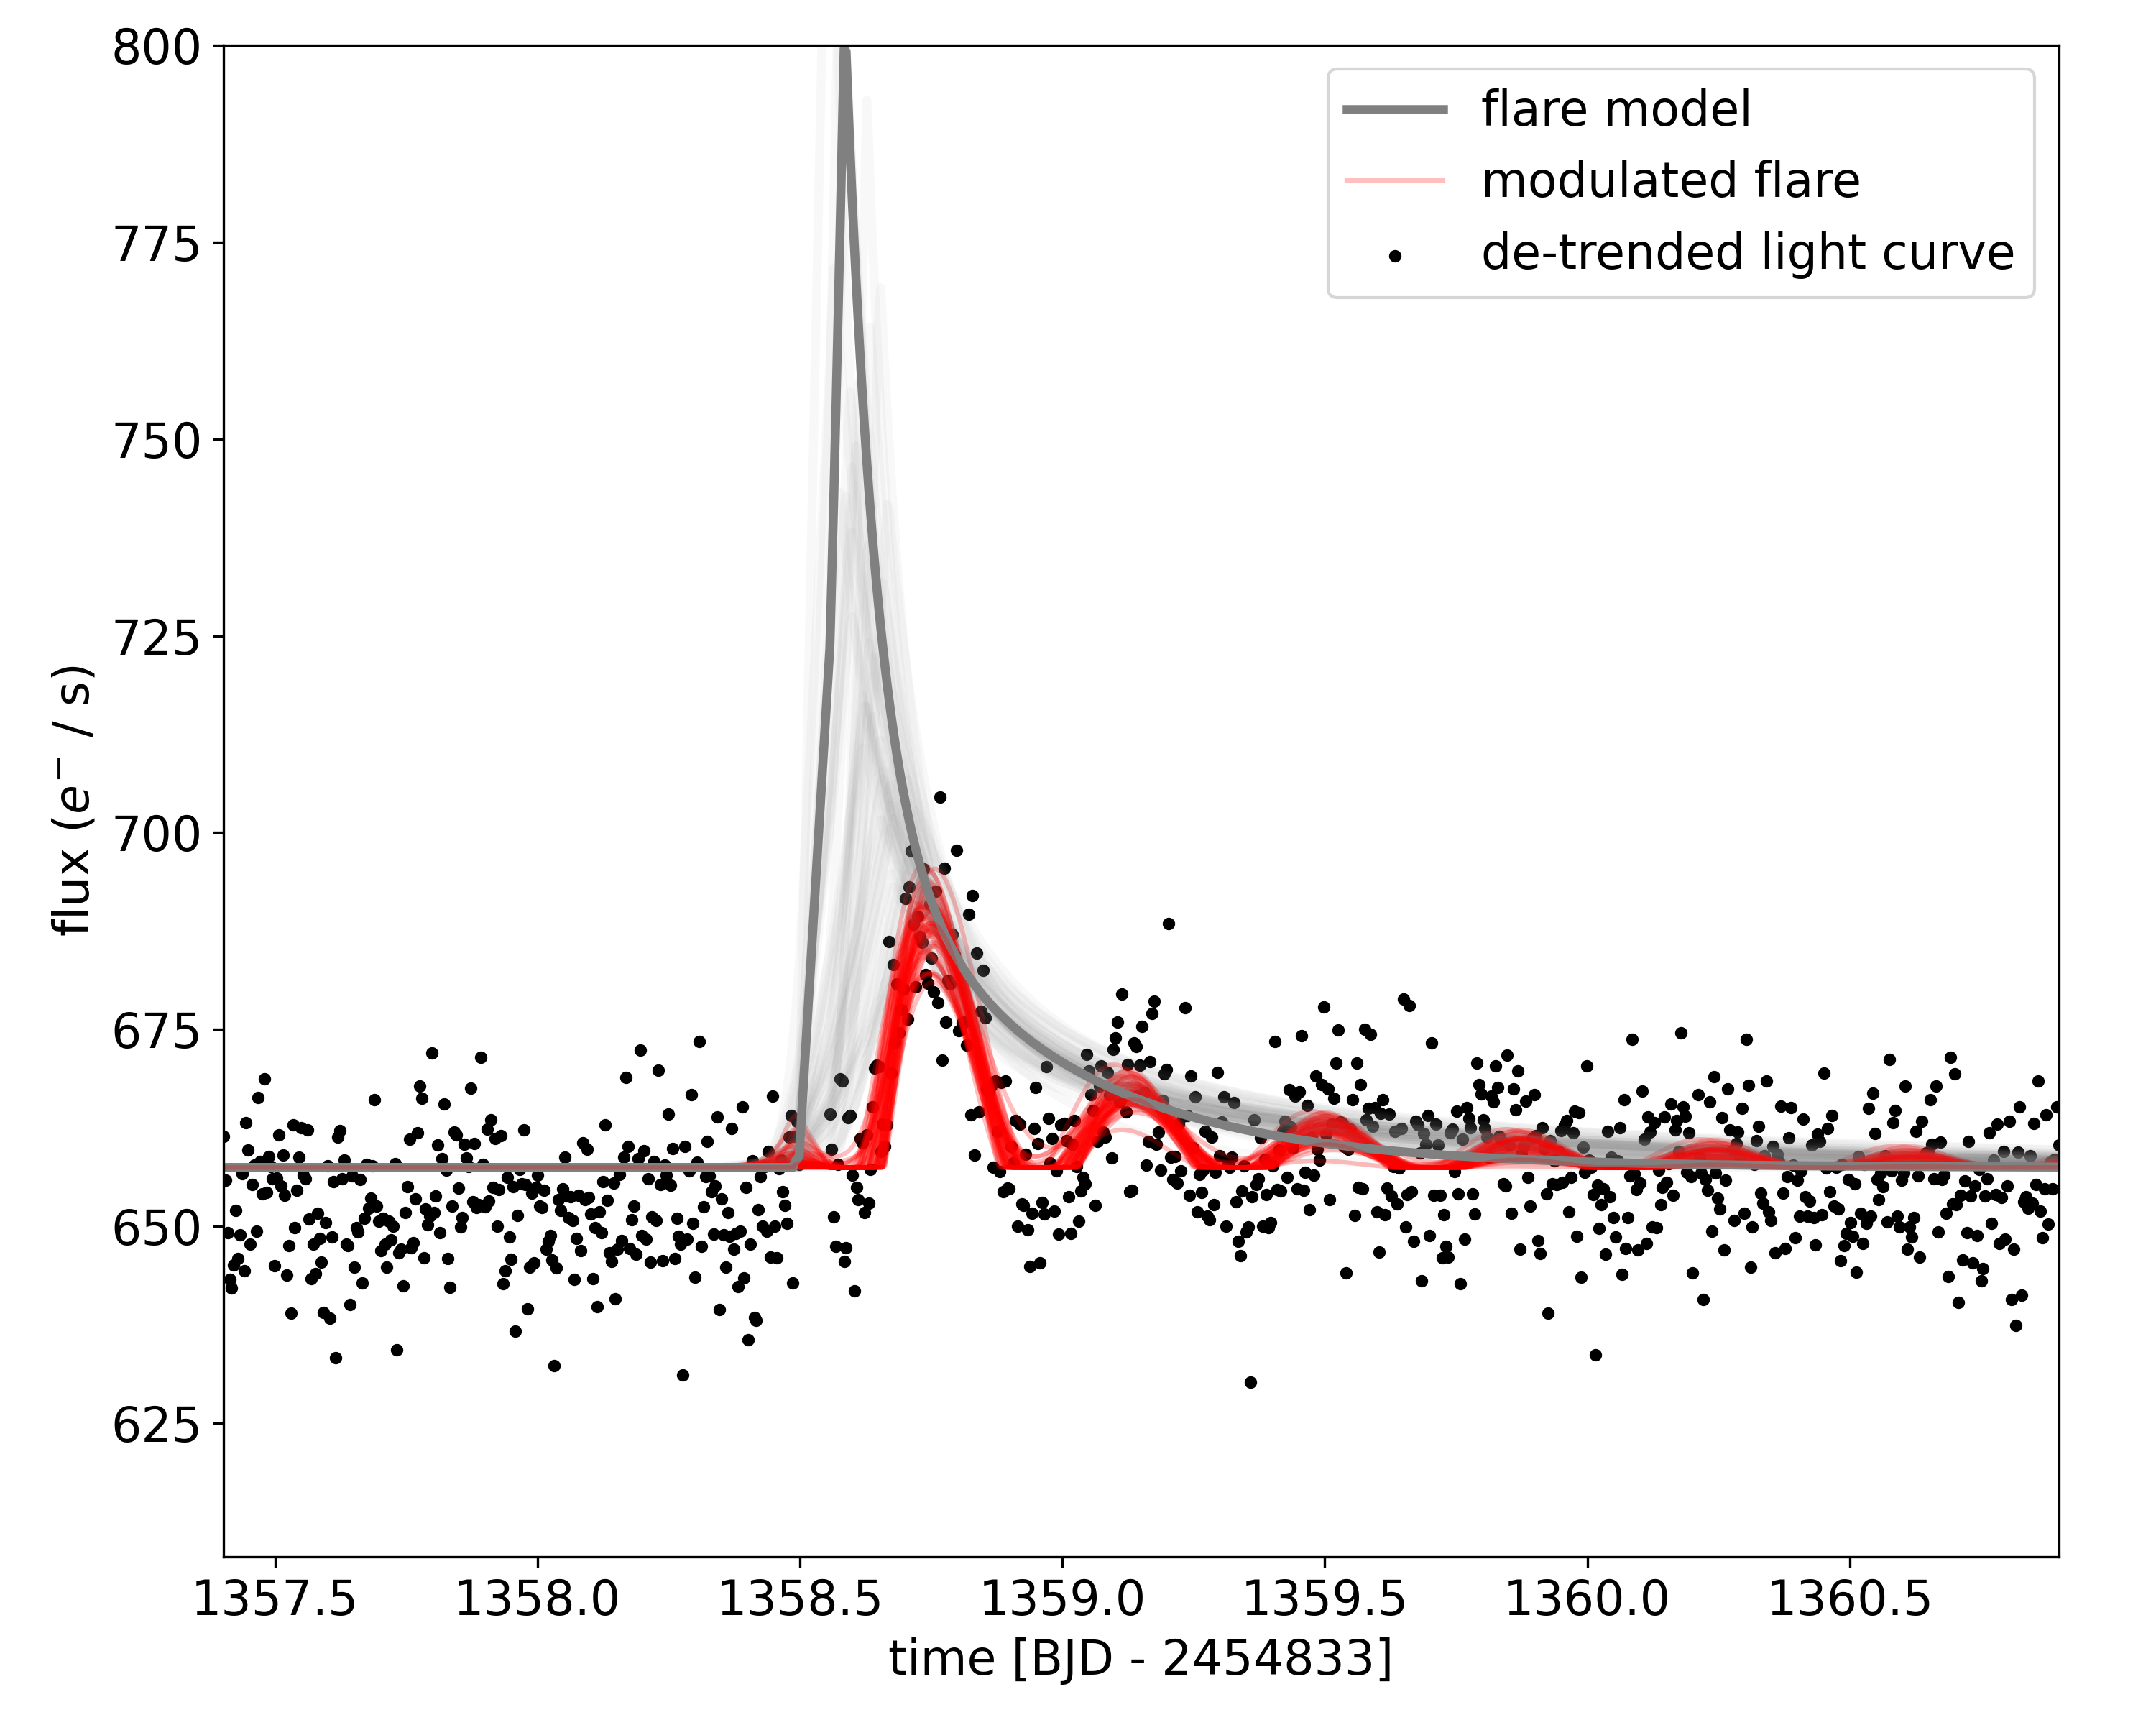 800
775
750
725
700
675
650
625
flux (e⁻ / s)
flare model
modulated flare
de-trended light curve
1357.5 1358.0 1358.5 1359.0 1359.5 1360.0 1360.5
time [BJD - 2454833]